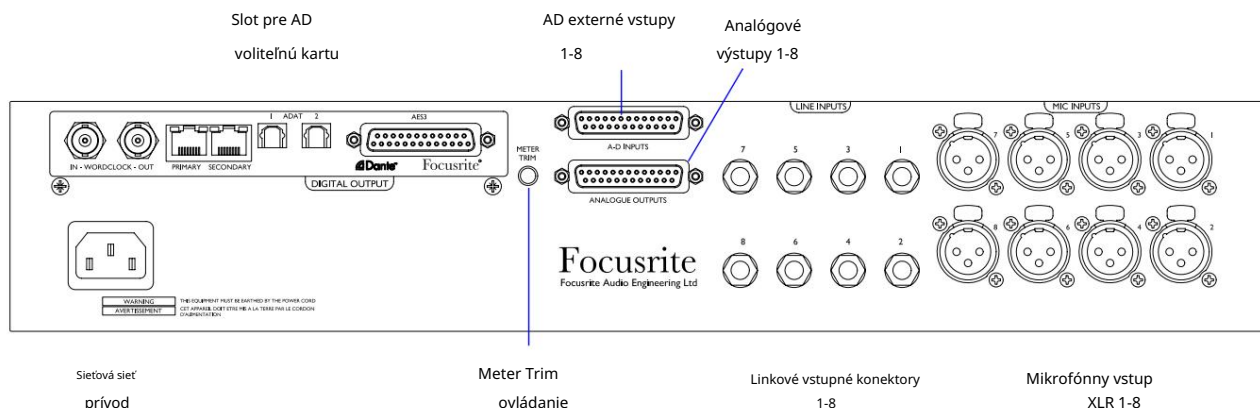 Slot pre AD
voliteľnú kartu
AD externé vstupy
1-8
Analógové
výstupy 1-8
1 ADAT 2
AES3
IN - WORDCLOCK - OUT
PRIMARY SECONDARY
Dante
Focusrite
DIGITAL OUTPUT
METER
TRIM
A-D INPUTS
ANALOGUE OUTPUTS
LINE INPUTS
7 5 3 1
8 6 4 2
MIC INPUTS
7 5 3 1
8 6 4 2
Focusrite
Focusrite Audio Engineering Ltd
WARNING THIS EQUIPMENT MUST BE EARTHED BY THE POWER CORD
AVERTISSEMENT CET APPAREIL DOIT ETRE MIS A LA TERRE PAR LE CORDON
D'ALIMENTATION
Sieťová sieť
prívod
Meter Trim
ovládanie
Linkové vstupné konektory
1-8
Mikrofónny vstup
XLR 1-8